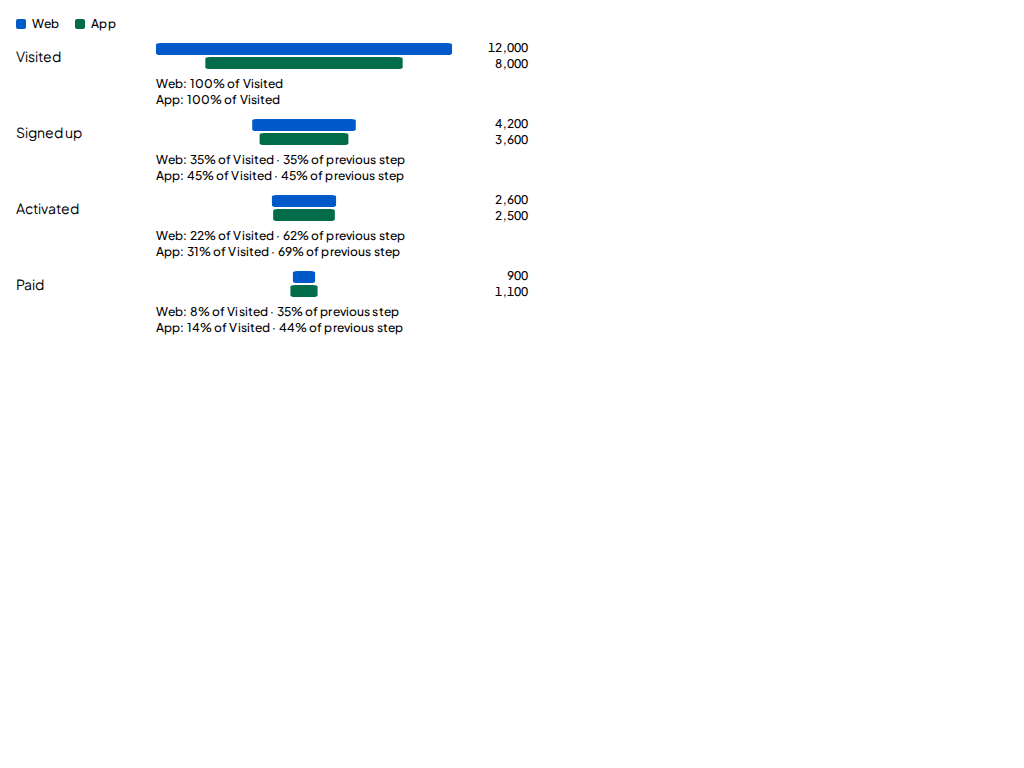 Web App
Visited 12,000
8,000
Web: 100% of Visited
App: 100% of Visited
Signed up 4,200
3,600
Web: 35% of Visited · 35% of previous step
App: 45% of Visited · 45% of previous step
Activated 2,600
2,500
Web: 22% of Visited · 62% of previous step
App: 31% of Visited · 69% of previous step
Paid 900
1,100
Web: 8% of Visited · 35% of previous step
App: 14% of Visited · 44% of previous step